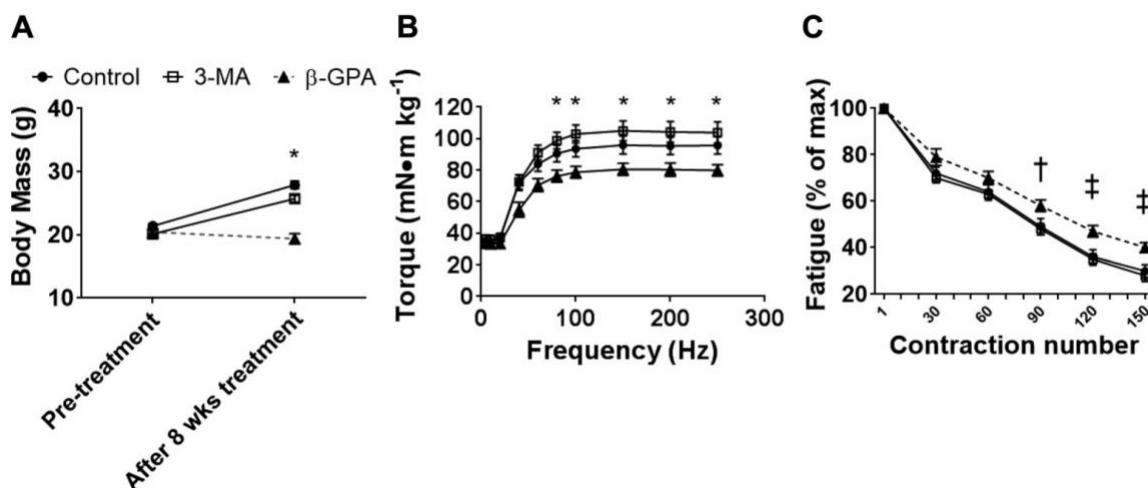 A
Control 3-MA β-GPA
Body Mass (g)
40
30
20
10
*
Pre-treatment
After 8 wks treatment
B
Torque (mN•m kg⁻¹)
120
100
80
60
40
20
0
* * * * *
0 100 200 300
Frequency (Hz)
C
Fatigue (% of max)
100
80
60
40
20
† ‡ ‡
1 30 60 90 120 150
Contraction number